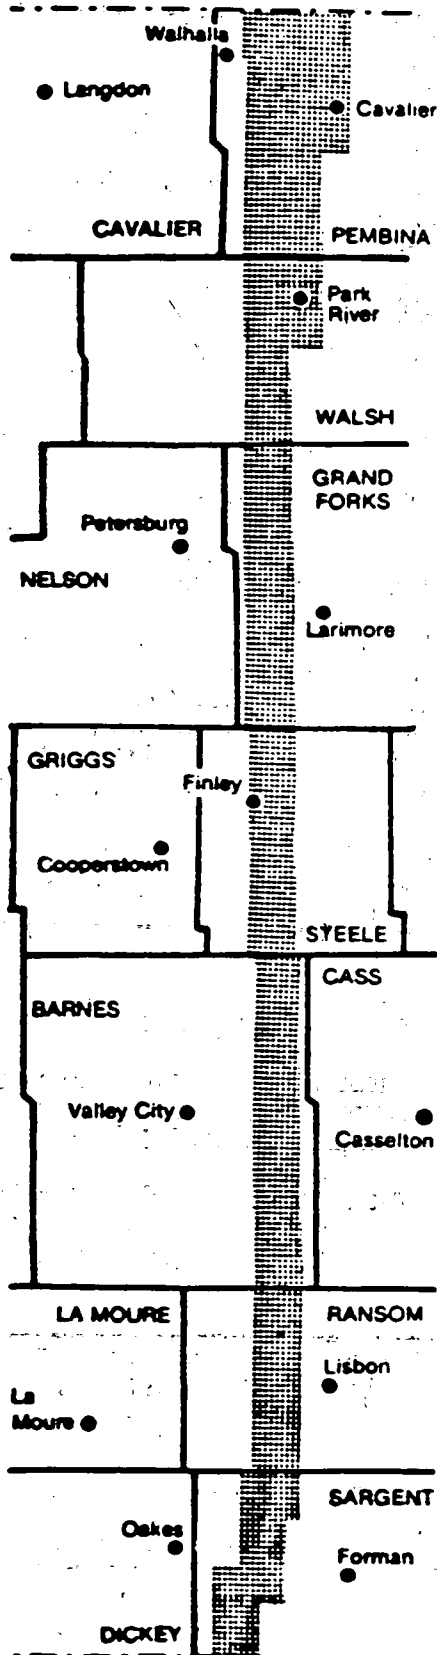 Walhalla
Langdon
Cavalier
CAVALIER
PEMBINA
Park
River
WALSH
GRAND
FORKS
Petersburg
NELSON
Larimore
GRIGGS
Finley
Cooperstown
STEELE
CASS
BARNES
Valley City
Casselton
LA MOURE
RANSOM
Lisbon
La
Moure
SARGENT
Oakes
Forman
DICKEY